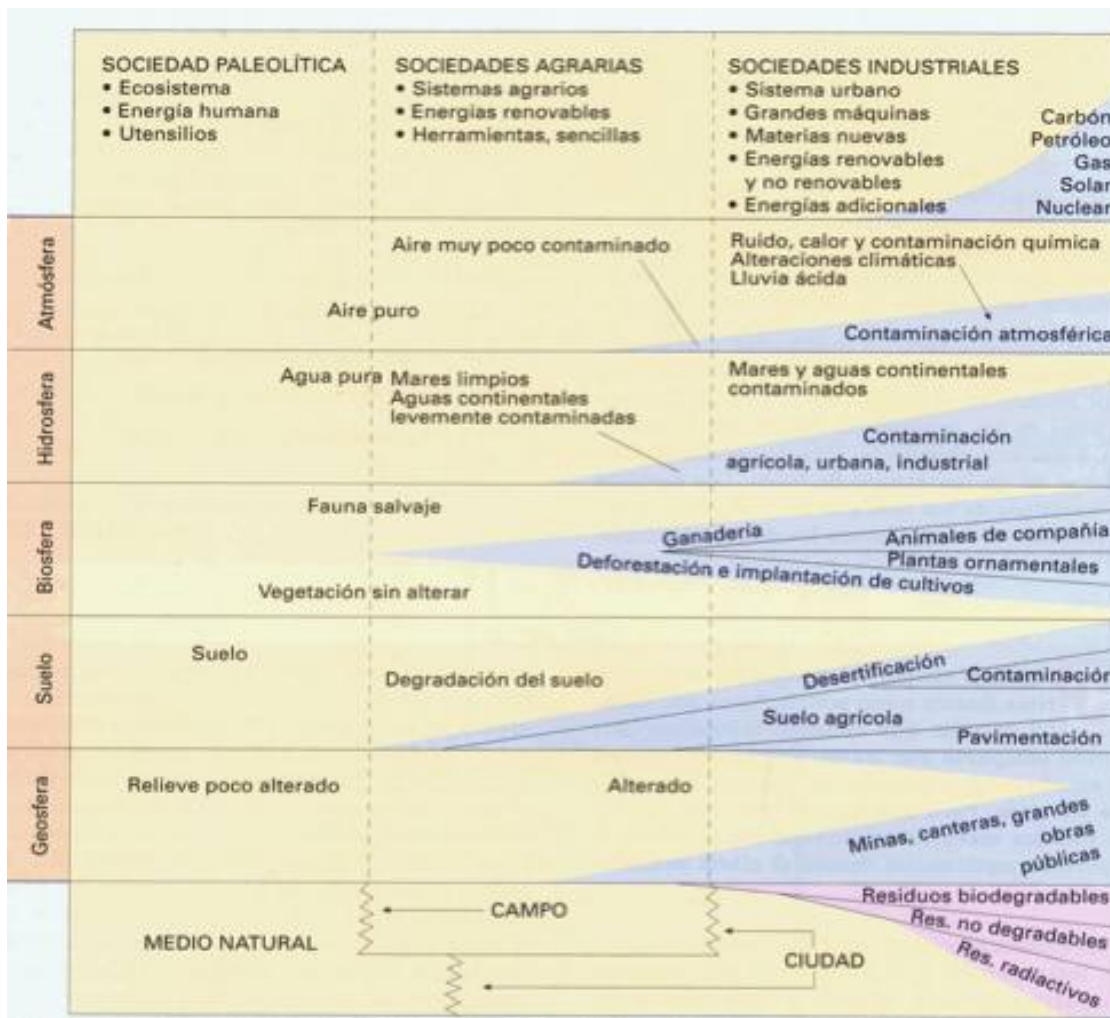 SOCIEDAD PALEOLÍTICA
• Ecosistema
• Energía humana
• Utensilios
SOCIEDADES AGRARIAS
• Sistemas agrarios
• Energías renovables
• Herramientas, sencillas
SOCIEDADES INDUSTRIALES
• Sistema urbano
• Grandes máquinas
• Materias nuevas
• Energías renovables
y no renovables
• Energías adicionales
Carbón
Petróleo
Gas
Solar
Nuclear
Atmósfera
Aire puro
Aire muy poco contaminado
Ruido, calor y contaminación química
Alteraciones climáticas
Lluvia ácida
Contaminación atmosférica
Hidrosfera
Agua pura
Mares limpios
Aguas continentales
levemente contaminadas
Mares y aguas continentales
contaminados
Contaminación
agrícola, urbana, industrial
Biosfera
Fauna salvaje
Vegetación sin alterar
Ganadería
Deforestación e implantación de cultivos
Animales de compañía
Plantas ornamentales
Suelo
Suelo
Degradación del suelo
Desertificación
Contaminación
Suelo agrícola
Pavimentación
Geosfera
Relieve poco alterado
Alterado
Minas, canteras, grandes
obras
públicas
MEDIO NATURAL
CAMPO
CIUDAD
Residuos biodegradables
Res. no degradables
Res. radiactivos